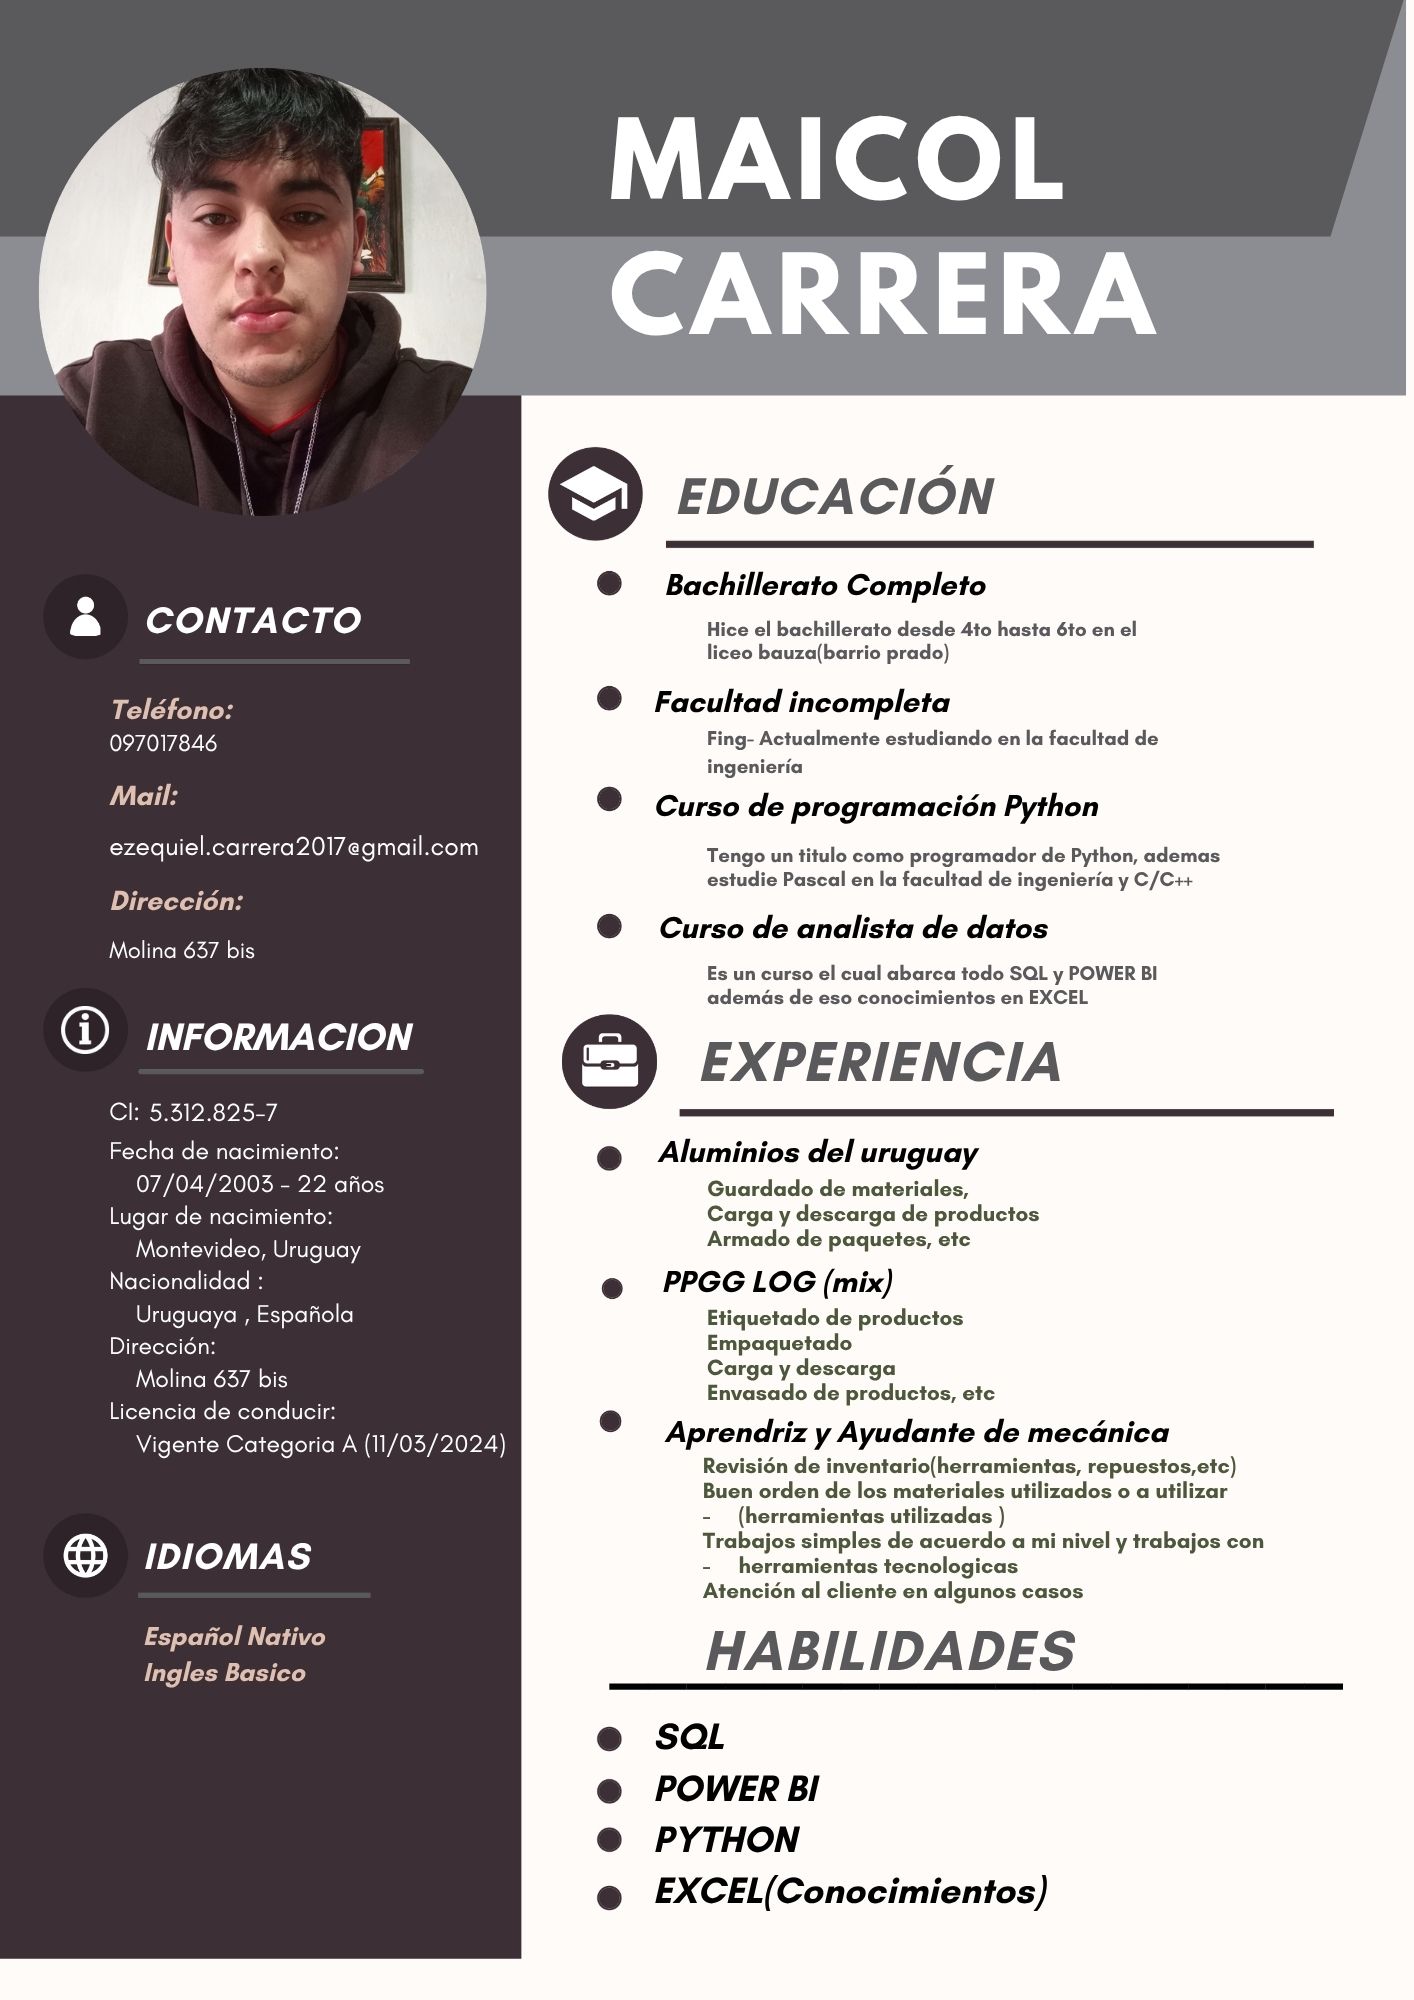 MAICOL
CARRERA
CONTACTO
Teléfono:
097017846
Mail:
ezequiel.carrera2017@gmail.com
Dirección:
Molina 637 bis
INFORMACION
CI: 5.312.825-7
Fecha de nacimiento:
07/04/2003 - 22 años
Lugar de nacimiento:
Montevideo, Uruguay
Nacionalidad :
Uruguaya , Española
Dirección:
Molina 637 bis
Licencia de conducir:
Vigente Categoria A (11/03/2024)
IDIOMAS
Español Nativo
Ingles Basico
EDUCACIÓN
Bachillerato Completo
Hice el bachillerato desde 4to hasta 6to en el
liceo bauza(barrio prado)
Facultad incompleta
Fing- Actualmente estudiando en la facultad de
ingeniería
Curso de programación Python
Tengo un titulo como programador de Python, ademas
estudie Pascal en la facultad de ingeniería y C/C++
Curso de analista de datos
Es un curso el cual abarca todo SQL y POWER BI
además de eso conocimientos en EXCEL
EXPERIENCIA
Aluminios del uruguay
Guardado de materiales,
Carga y descarga de productos
Armado de paquetes, etc
PPGG LOG (mix)
Etiquetado de productos
Empaquetado
Carga y descarga
Envasado de productos, etc
Aprendriz y Ayudante de mecánica
Revisión de inventario(herramientas, repuestos,etc)
Buen orden de los materiales utilizados o a utilizar
- (herramientas utilizadas )
Trabajos simples de acuerdo a mi nivel y trabajos con
- herramientas tecnologicas
Atención al cliente en algunos casos
HABILIDADES
SQL
POWER BI
PYTHON
EXCEL(Conocimientos)